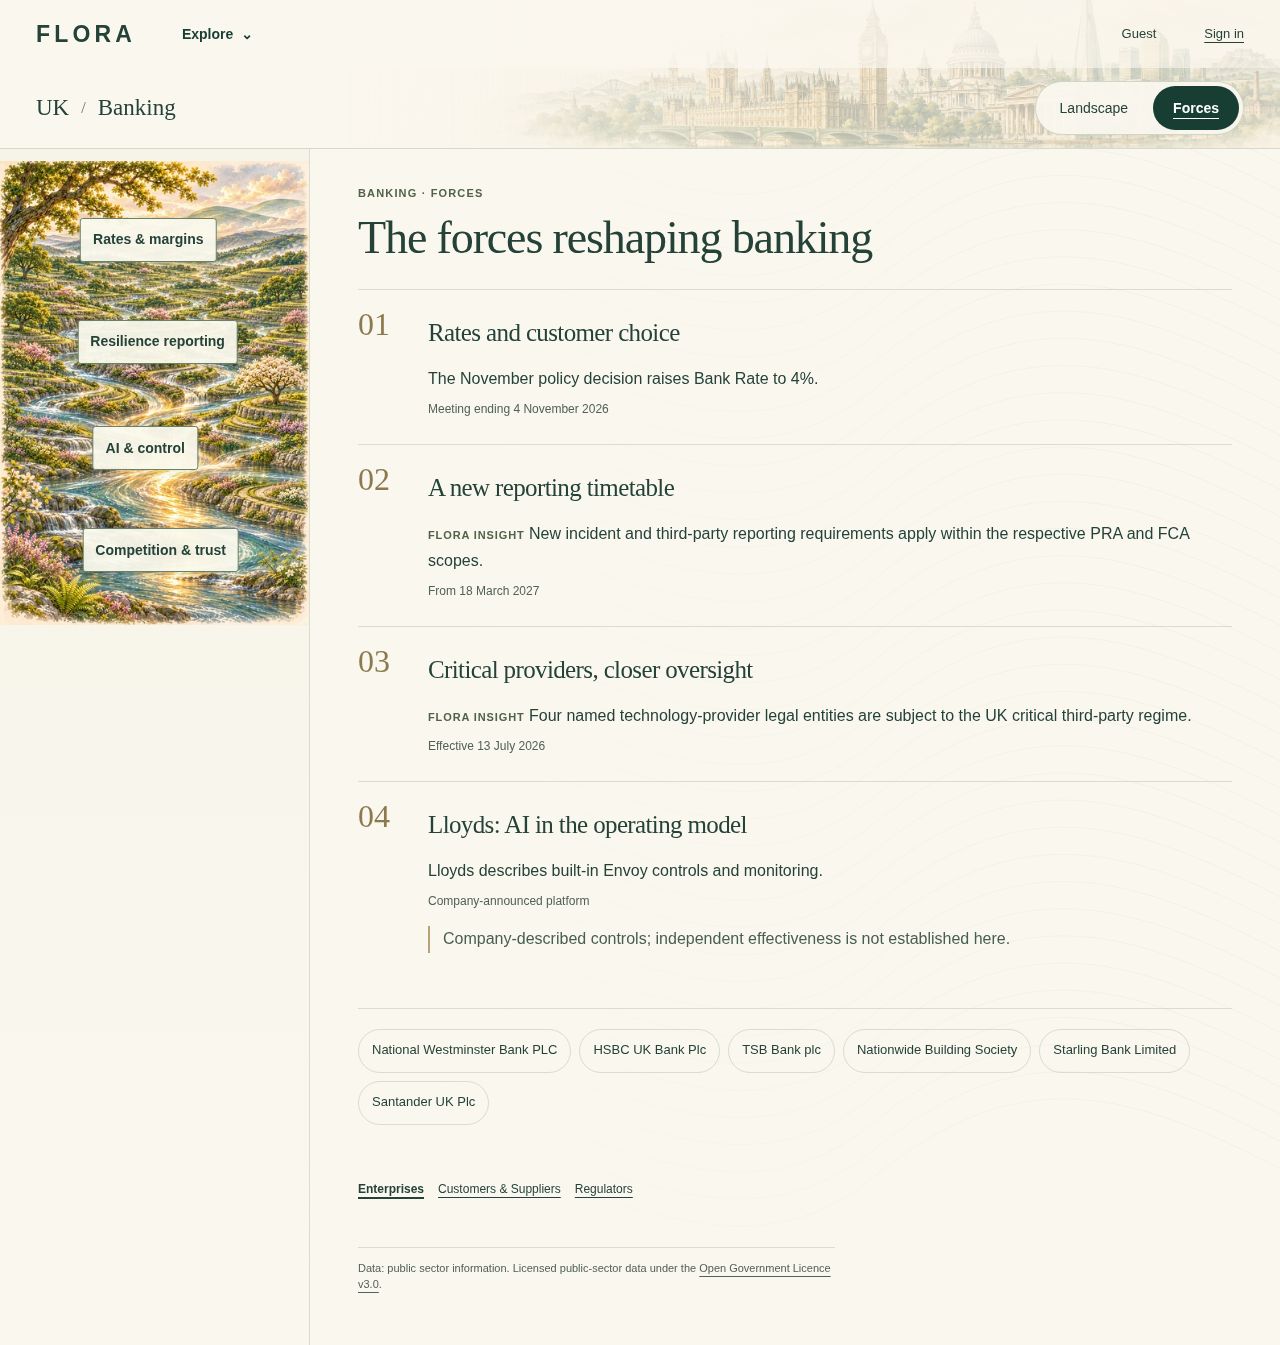 FLORA
Explore
Guest
Sign in
UK / Banking
Landscape
Forces
Rates & margins
Resilience reporting
AI & control
Competition & trust
BANKING · FORCES
The forces reshaping banking
01
Rates and customer choice
The November policy decision raises Bank Rate to 4%.
Meeting ending 4 November 2026
02
A new reporting timetable
FLORA INSIGHT New incident and third-party reporting requirements apply within the respective PRA and FCA
scopes.
From 18 March 2027
03
Critical providers, closer oversight
FLORA INSIGHT Four named technology-provider legal entities are subject to the UK critical third-party regime.
Effective 13 July 2026
04
Lloyds: AI in the operating model
Lloyds describes built-in Envoy controls and monitoring.
Company-announced platform
Company-described controls; independent effectiveness is not established here.
National Westminster Bank PLC
HSBC UK Bank Plc
TSB Bank plc
Nationwide Building Society
Starling Bank Limited
Santander UK Plc
Enterprises
Customers & Suppliers
Regulators
Data: public sector information. Licensed public-sector data under the Open Government Licence
v3.0.